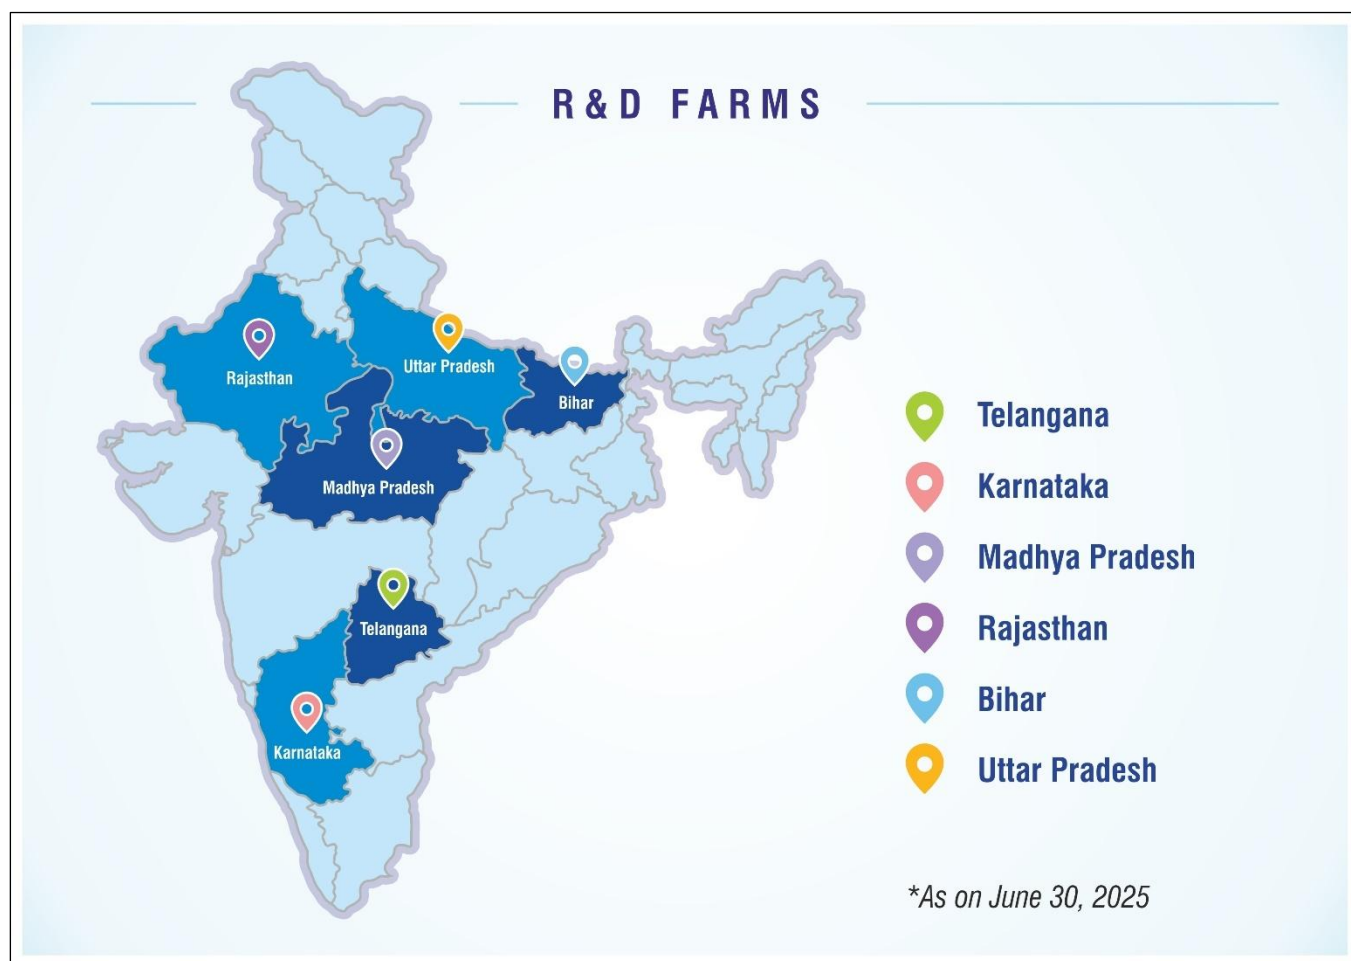 R&D FARMS
Rajasthan
Uttar Pradesh
Bihar
Madhya Pradesh
Telangana
Karnataka
Telangana
Karnataka
Madhya Pradesh
Rajasthan
Bihar
Uttar Pradesh
*As on June 30, 2025